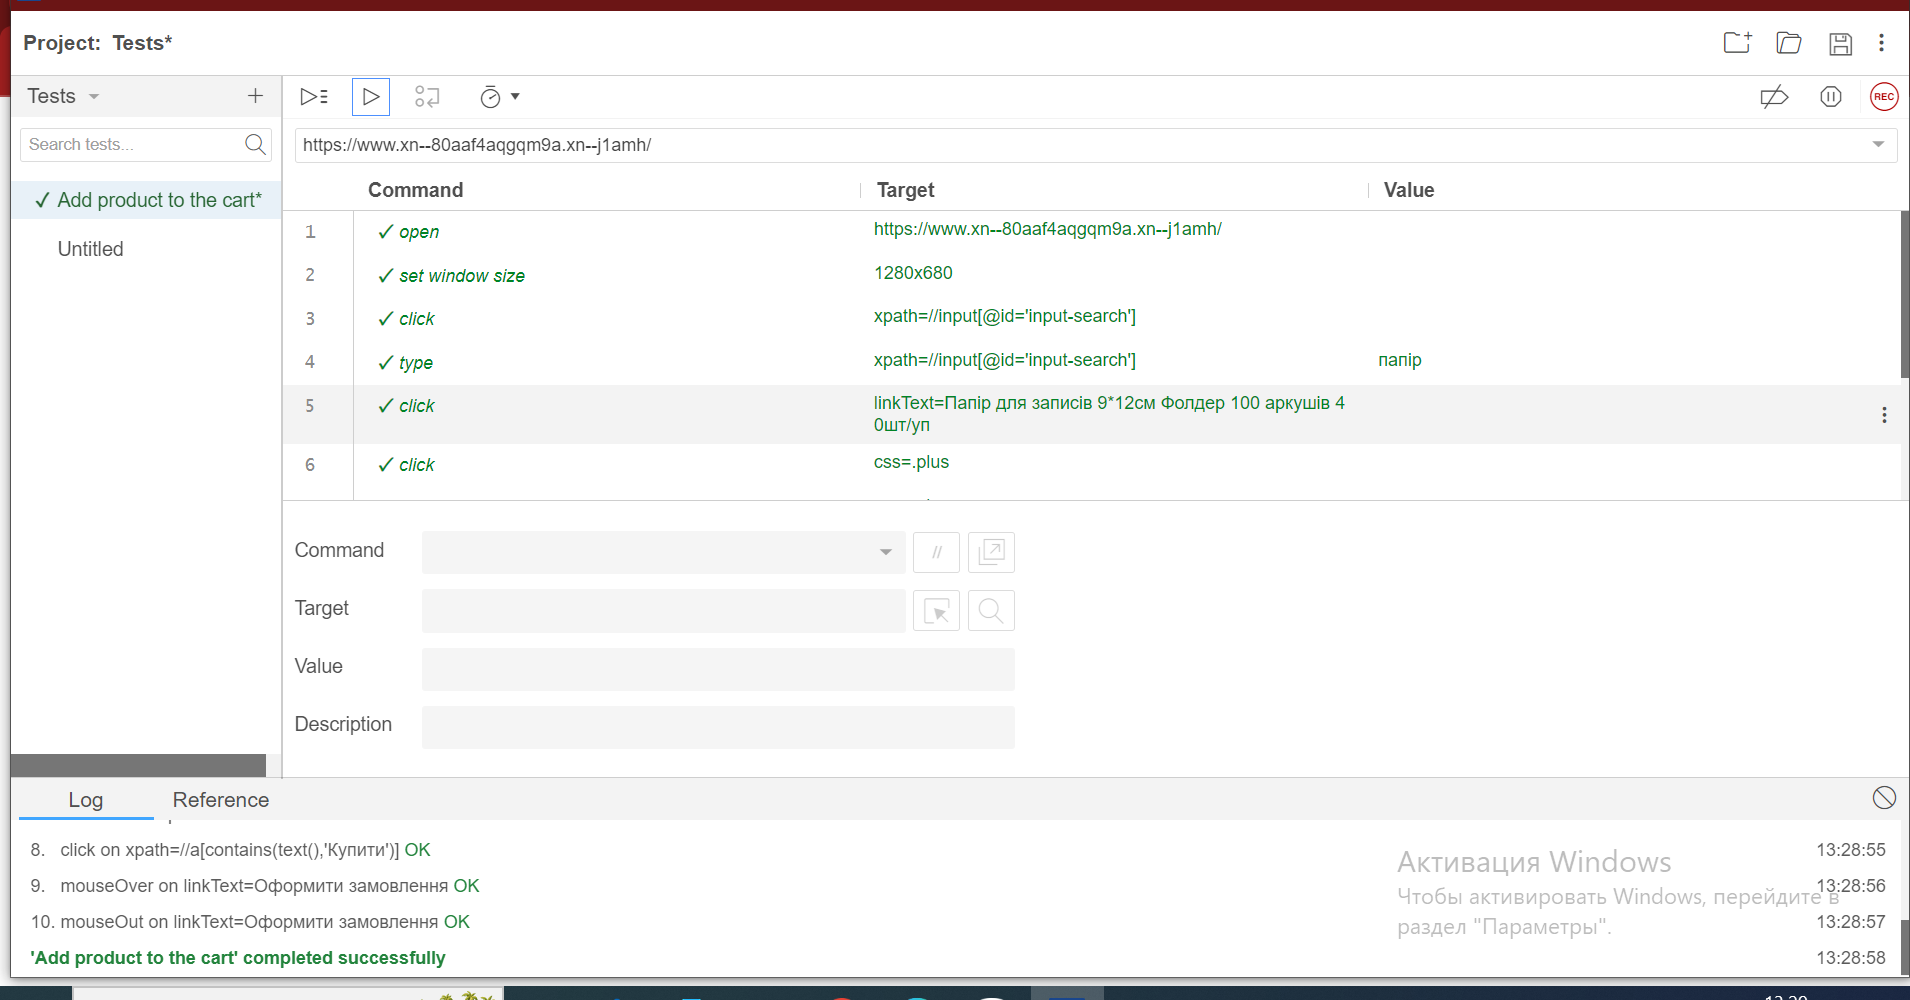 Project: Tests*
Tests
Search tests...
✓ Add product to the cart*
Untitled
REC
https://www.xn--80aaf4aqgqm9a.xn--j1amh/
Command Target Value
1 ✓ open https://www.xn--80aaf4aqgqm9a.xn--j1amh/
2 ✓ set window size 1280x680
3 ✓ click xpath=//input[@id='input-search']
4 ✓ type xpath=//input[@id='input-search'] папір
5 ✓ click linkText=Папір для записів 9*12см Фолдер 100 аркушів 4
0шт/уп
6 ✓ click css=.plus
Command //
Target
Value
Description
Log Reference
8. click on xpath=//a[contains(text(),'Купити')] OK 13:28:55
9. mouseOver on linkText=Оформити замовлення OK 13:28:56
10. mouseOut on linkText=Оформити замовлення OK 13:28:57
'Add product to the cart' completed successfully 13:28:58
Активация Windows
Чтобы активировать Windows, перейдите в
раздел "Параметры".